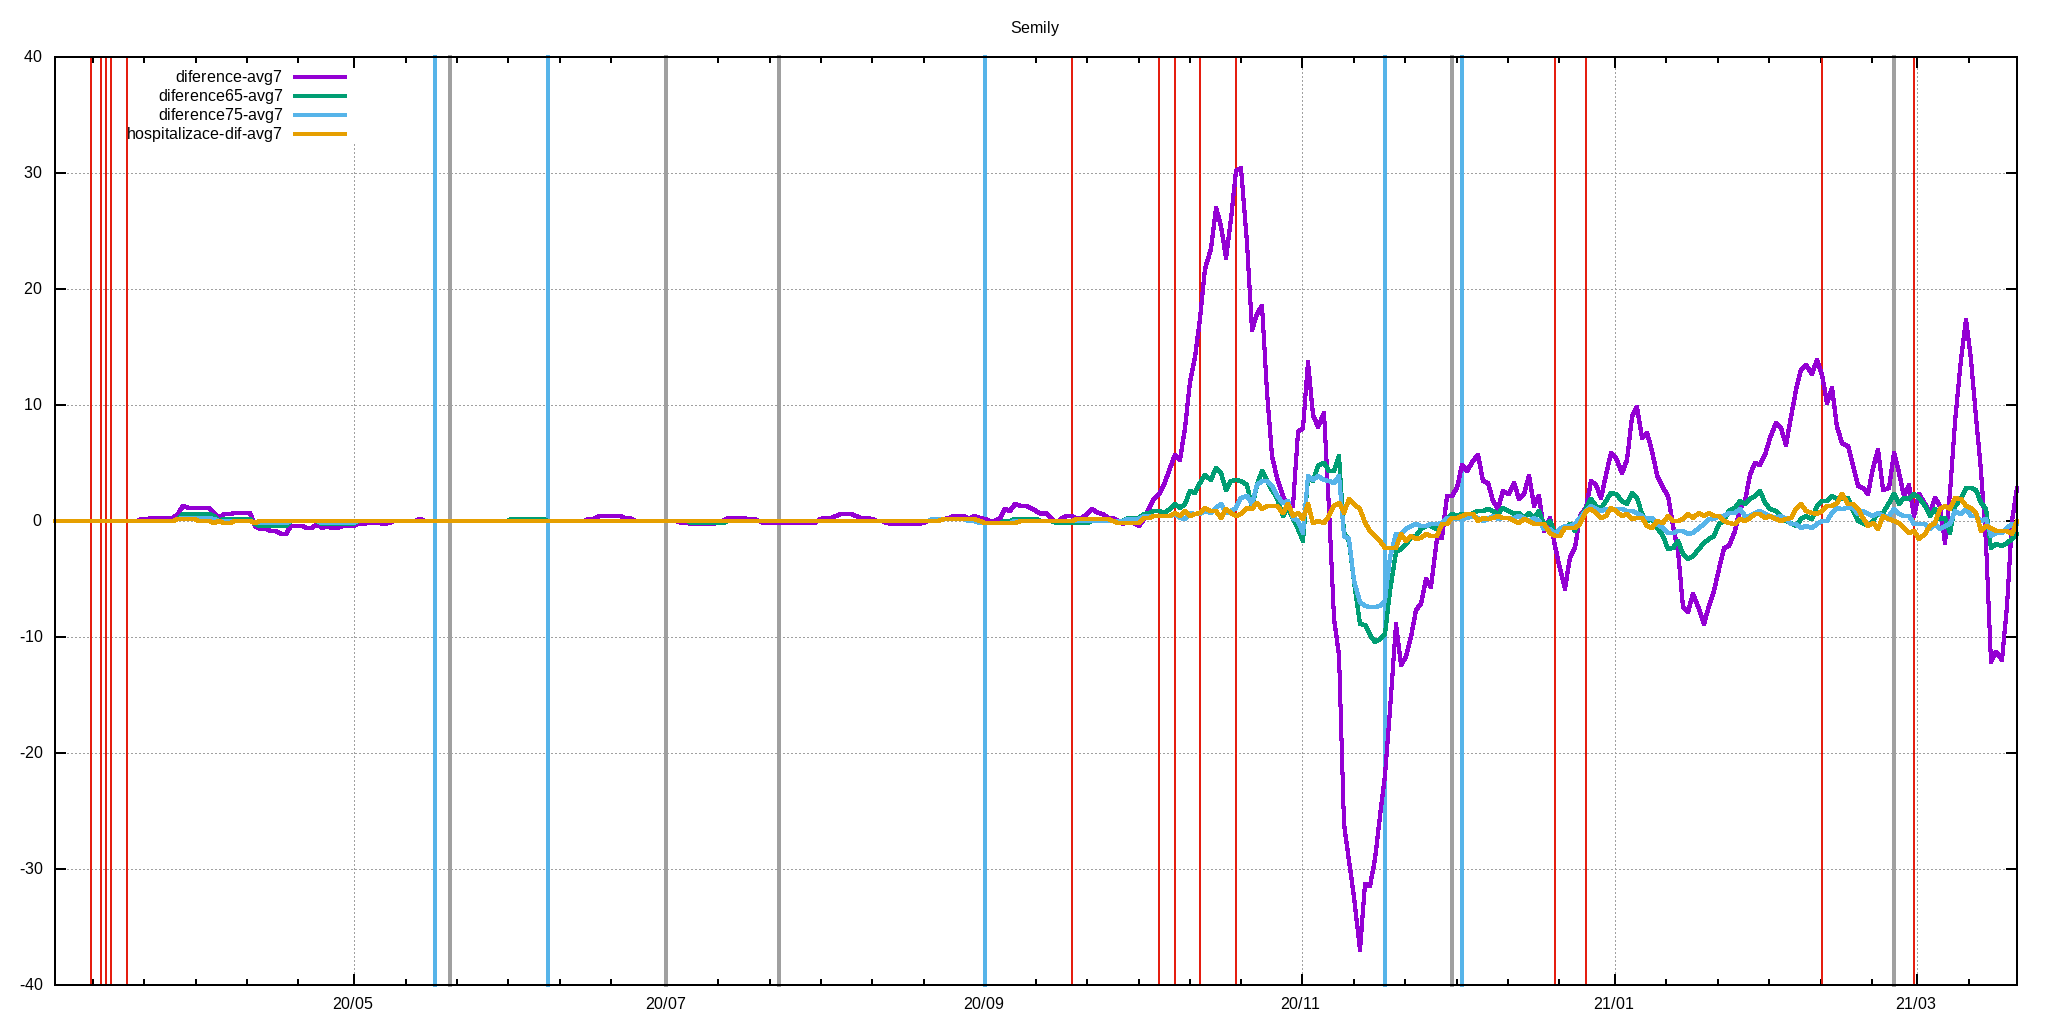 Semily
diference-avg7
diference65-avg7
diference75-avg7
hospitalizace-dif-avg7
40
30
20
10
0
-10
-20
-30
-40
20/05 20/07 20/09 20/11 21/01 21/03